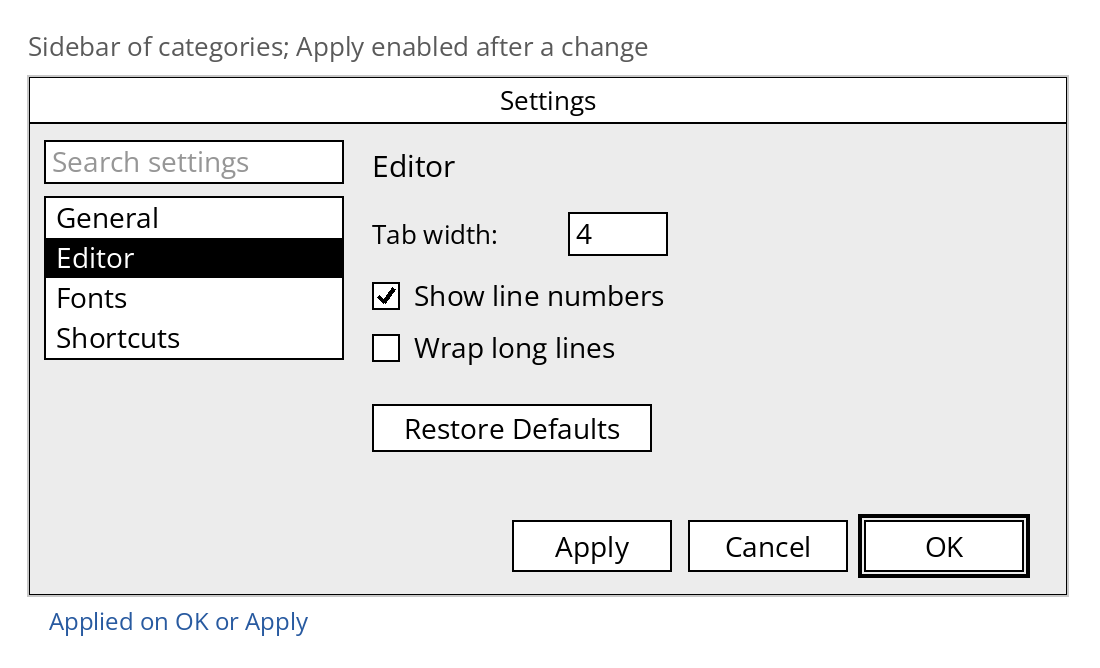 Sidebar of categories; Apply enabled after a change
Settings
Search settings
General
Editor
Fonts
Shortcuts
Editor
Tab width: 4
Show line numbers
Wrap long lines
Restore Defaults
Apply Cancel OK
Applied on OK or Apply